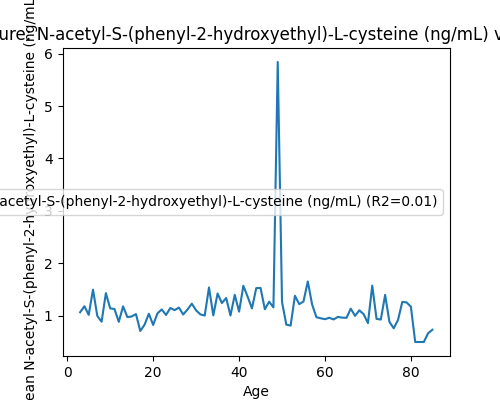 ure, N-acetyl-S-(phenyl-2-hydroxyethyl)-L-cysteine (ng/mL) v
ean N-acetyl-S-(phenyl-2-hydroxyethyl)-L-cysteine (ng/mL
6
5
4
3
2
1
acetyl-S-(phenyl-2-hydroxyethyl)-L-cysteine (ng/mL) (R2=0.01)
0
20
40
60
80
Age